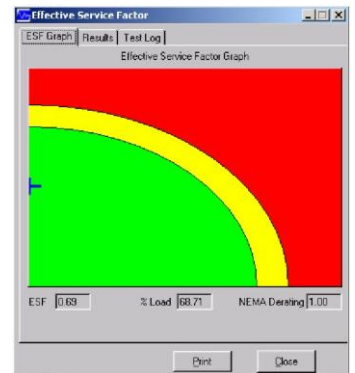 Effective Service Factor
ESF Graph Results Test Log
Effective Service Factor Graph
ESF 0.69 % Load 68.71 NEMA Derating 1.00
Print Close